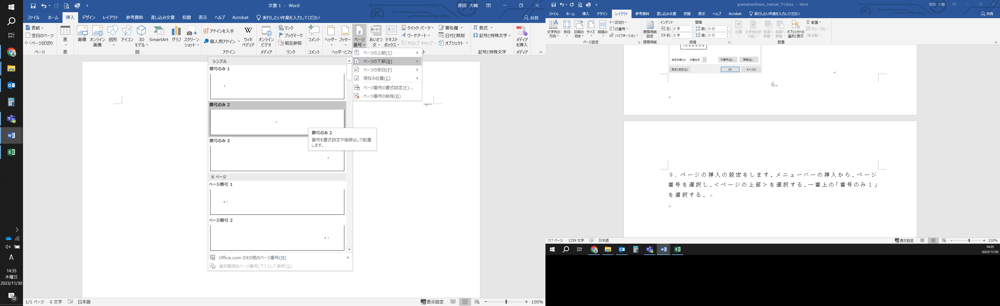 文書 1 - Word
原田 大輔
ファイル ホーム 挿入 デザイン レイアウト 参考資料 差し込み文書 校閲 表示 ヘルプ Acrobat 実行したい作業を入力してください 共有
表紙
空白のページ
ページ区切り
ページ
表
表
画像
オンライン
画像
図形
アイコン
3D
モデル
SmartArt
グラフ
スクリーン
ショット
図
アドインを入手
個人用アドイン
W
ウィキ
ペディア
アドイン
オンライン
ビデオ
メディア
リンク
ブックマーク
相互参照
リンク
コメント
コメント
ヘッダー
フッター
ページ
番号
ヘッダーとフッ
あいさつ
あいさつ
文
テキスト
ボックス
クイック パーツ
ワードアート
ドロップ キャップ
署名欄
日付と時刻
オブジェクト
ト
π 数式
Ω 記号と特殊文字
記号と特殊文字
メディア
を挿入
メディア
ページの上部(T)
ページの下部(B)
ページの余白(P)
現在の位置(C)
ページ番号の書式設定(F)...
ページ番号の削除(R)
シンプル
番号のみ 1
1
番号のみ 2
1
番号のみ 2
番号を書式設定や強調なしで配置
します。
番号のみ 3
1
X ページ
ページ番号 1
p. 1
ページ番号 2
p. 1
Office.com のその他のページ番号(M)
選択範囲をページ番号(下) として保存(S)
1/1 ページ 0 文字 日本語
表示設定
100%
A
14:35
木曜日
2023/11/30
12
graduationthesis_manual_TY.docx - Word
原田 大輔
ファイル ホーム 挿入 デザイン レイアウト 参考資料 差し込み文書 校閲 表示 ヘルプ Acrobat 実行したい作業を入力してください 共有
文字列の
方向
余白
印刷の
向き
サイズ
段組み
区切り
行番号
ハイフネーション
ページ設定
原稿用紙
設定
原稿用紙
インデント
左: 0 字
右: 0 字
間隔
前: 0 行
後: 0 行
段落
位置
文字列の折
り返し
前面へ
移動
背面へ
移動
オブジェクトの
選択と表示
配置
グループ化
回転
配置
設定対象(Y): 文書全体
行番号(N)...
罫線(B)...
既定に設定(D)
OK
キャンセル
6
９．ページの挿入の設定をします。メニューバーの挿入から、ページ
番号を選択し、＜ページの上部＞を選択する。一番上の「番号のみ１」
を選択する。
7/7 ページ 1259 文字 日本語
表示設定
130%
14:35
2023/11/30